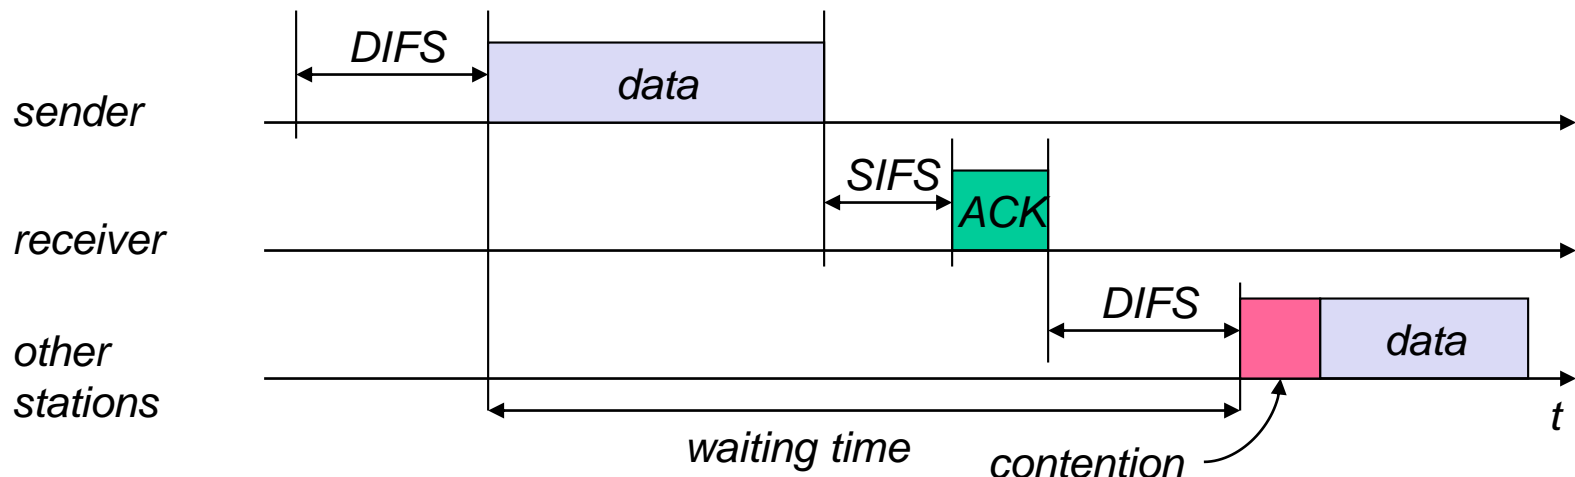 DIFS
data
sender
SIFS
ACK
receiver
DIFS
data
other
stations
t
waiting time
contention